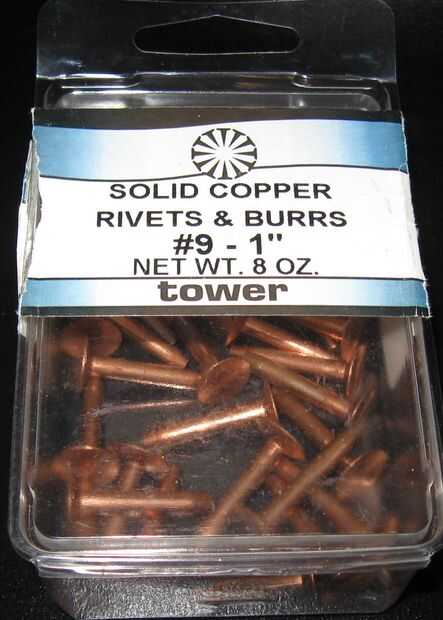 SOLID COPPER
RIVETS & BURRS
#9 - 1"
NET WT. 8 OZ.
tower